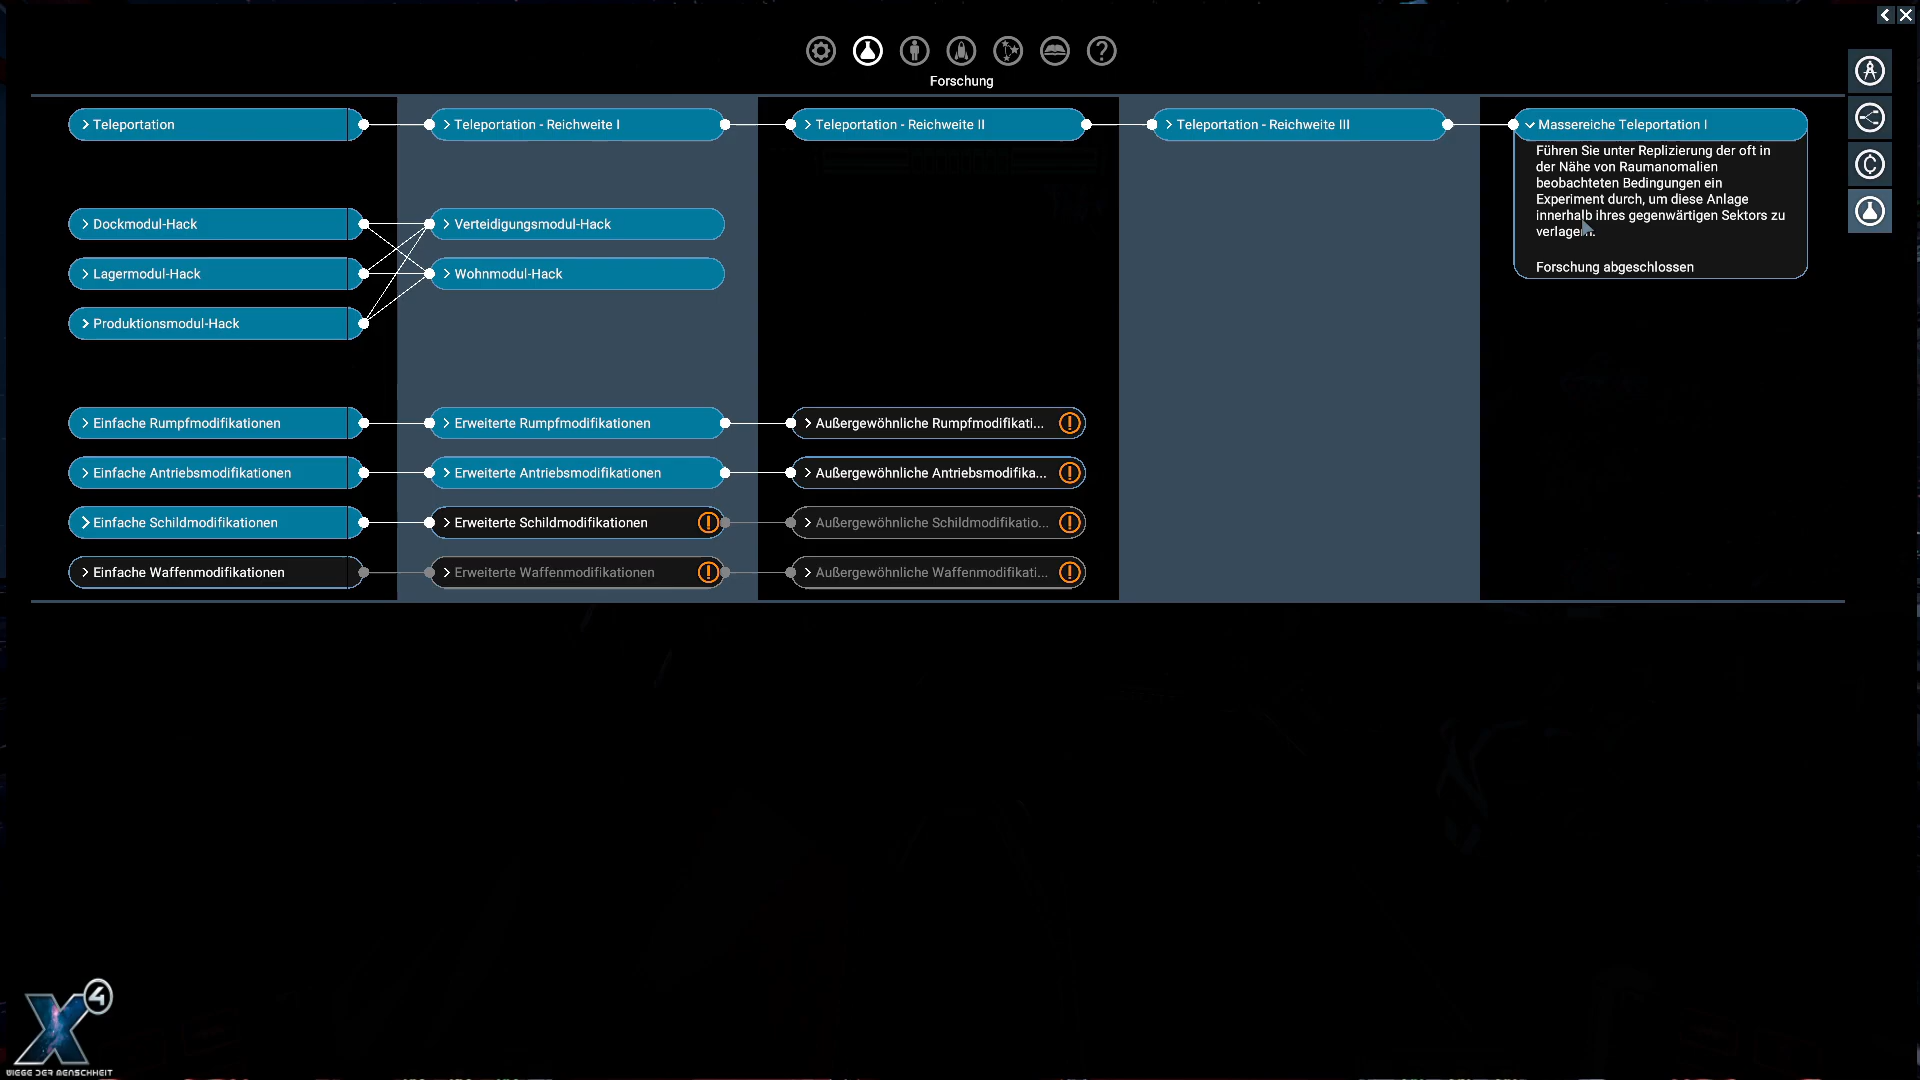 Forschung
Teleportation
Teleportation - Reichweite I
Teleportation - Reichweite II
Teleportation - Reichweite III
Massereiche Teleportation I
Führen Sie unter Replizierung der oft in
der Nähe von Raumanomalien
beobachteten Bedingungen ein
Experiment durch, um diese Anlage
innerhalb ihres gegenwärtigen Sektors zu
verlagern.
Forschung abgeschlossen
Dockmodul-Hack
Verteidigungsmodul-Hack
Lagermodul-Hack
Wohnmodul-Hack
Produktionsmodul-Hack
Einfache Rumpfmodifikationen
Erweiterte Rumpfmodifikationen
Außergewöhnliche Rumpfmodifikati...
Einfache Antriebsmodifikationen
Erweiterte Antriebsmodifikationen
Außergewöhnliche Antriebsmodifika...
Einfache Schildmodifikationen
Erweiterte Schildmodifikationen
Außergewöhnliche Schildmodifikatio...
Einfache Waffenmodifikationen
Erweiterte Waffenmodifikationen
Außergewöhnliche Waffenmodifikati...
X4
WIEGE DER MENSCHHEIT